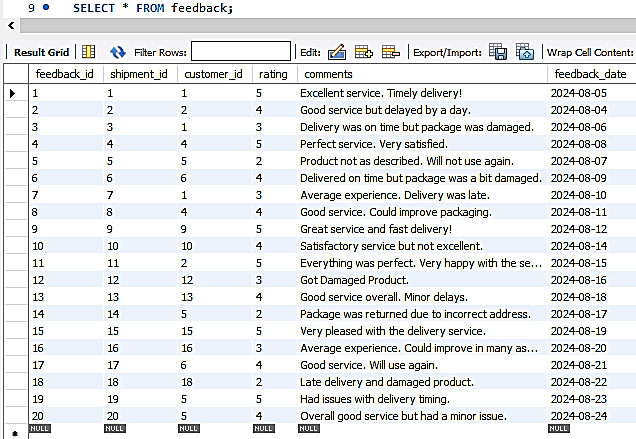 9 SELECT * FROM feedback;
Result Grid Filter Rows: Edit: Export/Import: Wrap Cell Content:
feedback_id shipment_id customer_id rating comments feedback_date
1 1 1 5 Excellent service. Timely delivery! 2024-08-05
2 2 2 4 Good service but delayed by a day. 2024-08-04
3 3 1 3 Delivery was on time but package was damaged. 2024-08-06
4 4 4 5 Perfect service. Very satisfied. 2024-08-08
5 5 5 2 Product not as described. Will not use again. 2024-08-07
6 6 6 4 Delivered on time but package was a bit damaged. 2024-08-09
7 7 1 3 Average experience. Delivery was late. 2024-08-10
8 8 4 4 Good service. Could improve packaging. 2024-08-11
9 9 9 5 Great service and fast delivery! 2024-08-12
10 10 10 4 Satisfactory service but not excellent. 2024-08-14
11 11 2 5 Everything was perfect. Very happy with the se... 2024-08-15
12 12 12 3 Got Damaged Product. 2024-08-16
13 13 13 4 Good service overall. Minor delays. 2024-08-18
14 14 5 2 Package was returned due to incorrect address. 2024-08-17
15 15 15 5 Very pleased with the delivery service. 2024-08-19
16 16 16 3 Average experience. Could improve in many as... 2024-08-20
17 17 6 4 Good service. Will use again. 2024-08-21
18 18 18 2 Late delivery and damaged product. 2024-08-22
19 19 5 5 Had issues with delivery timing. 2024-08-23
20 20 5 4 Overall good service but had a minor issue. 2024-08-24
NULL NULL NULL NULL NULL NULL